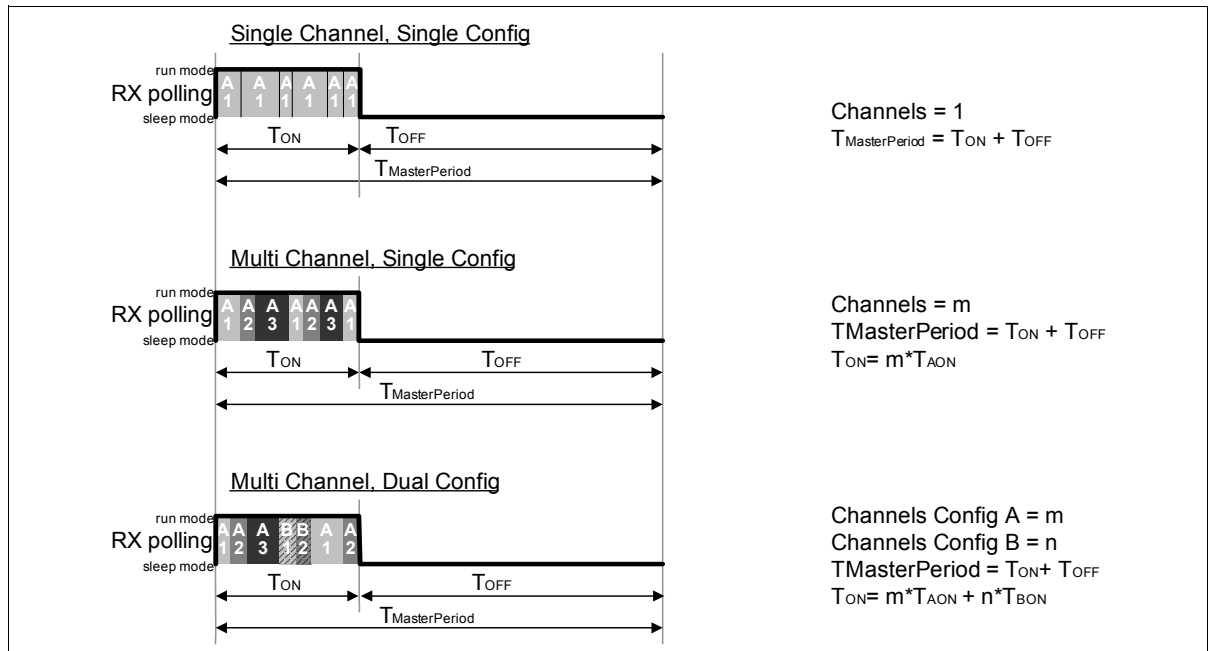 Single Channel, Single Config
run mode
RX polling
sleep mode
A A A A A A
1 1 1 1 1 1
TON TOFF
TMasterPeriod
Channels = 1
TMasterPeriod = TON + TOFF
Multi Channel, Single Config
run mode
RX polling
sleep mode
A A A A A A A
1 2 3 1 2 3 1
TON TOFF
TMasterPeriod
Channels = m
TMasterPeriod = TON + TOFF
TON= m*TAON
Multi Channel, Dual Config
run mode
RX polling
sleep mode
A A A B B A A
1 2 3 1 2 1 2
TON TOFF
TMasterPeriod
Channels Config A = m
Channels Config B = n
TMasterPeriod = TON+ TOFF
TON= m*TAON + n*TBON